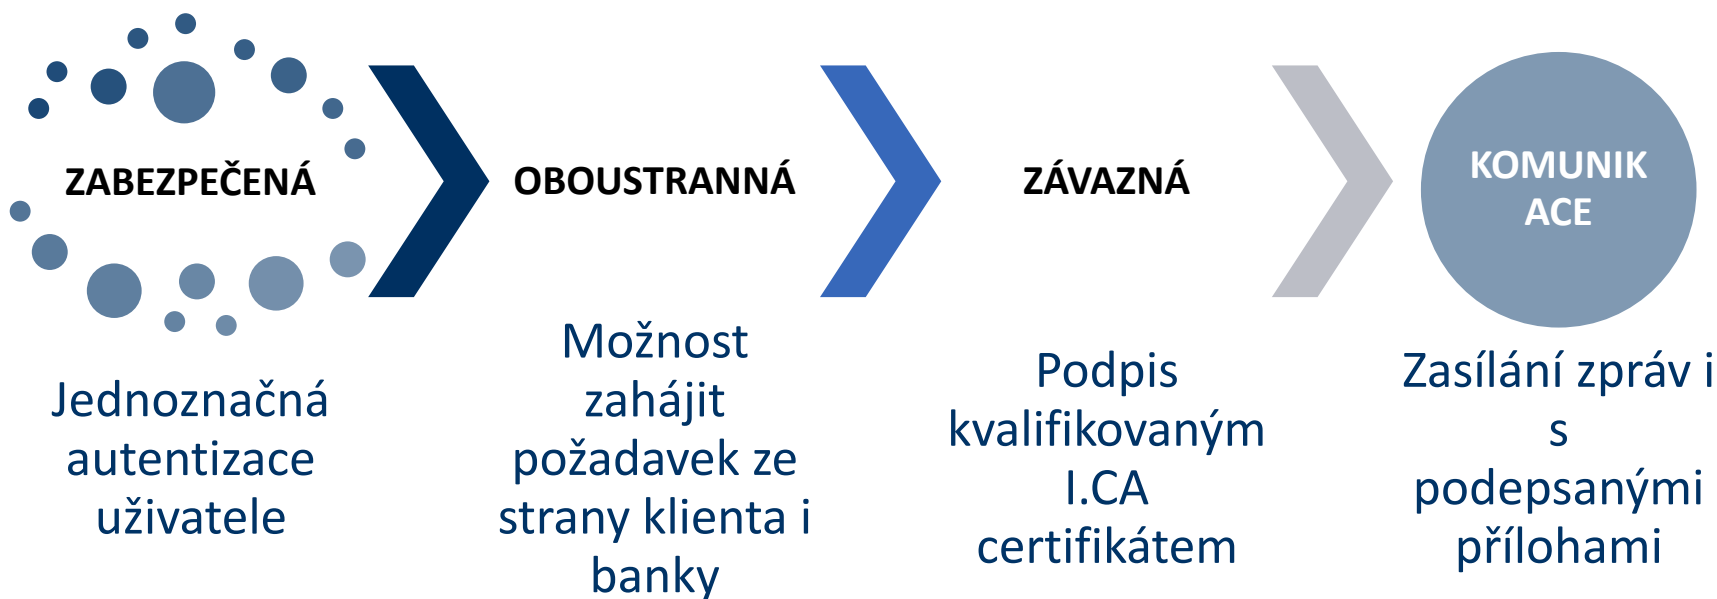 ZABEZPEČENÁ
Jednoznačná
autentizace
uživatele
OBOUSTRANNÁ
Možnost
zahájit
požadavek ze
strany klienta i
banky
ZÁVAZNÁ
Podpis
kvalifikovaným
I.CA
certifikátem
KOMUNIK
ACE
Zasílání zpráv i
s
podepsanými
přílohami